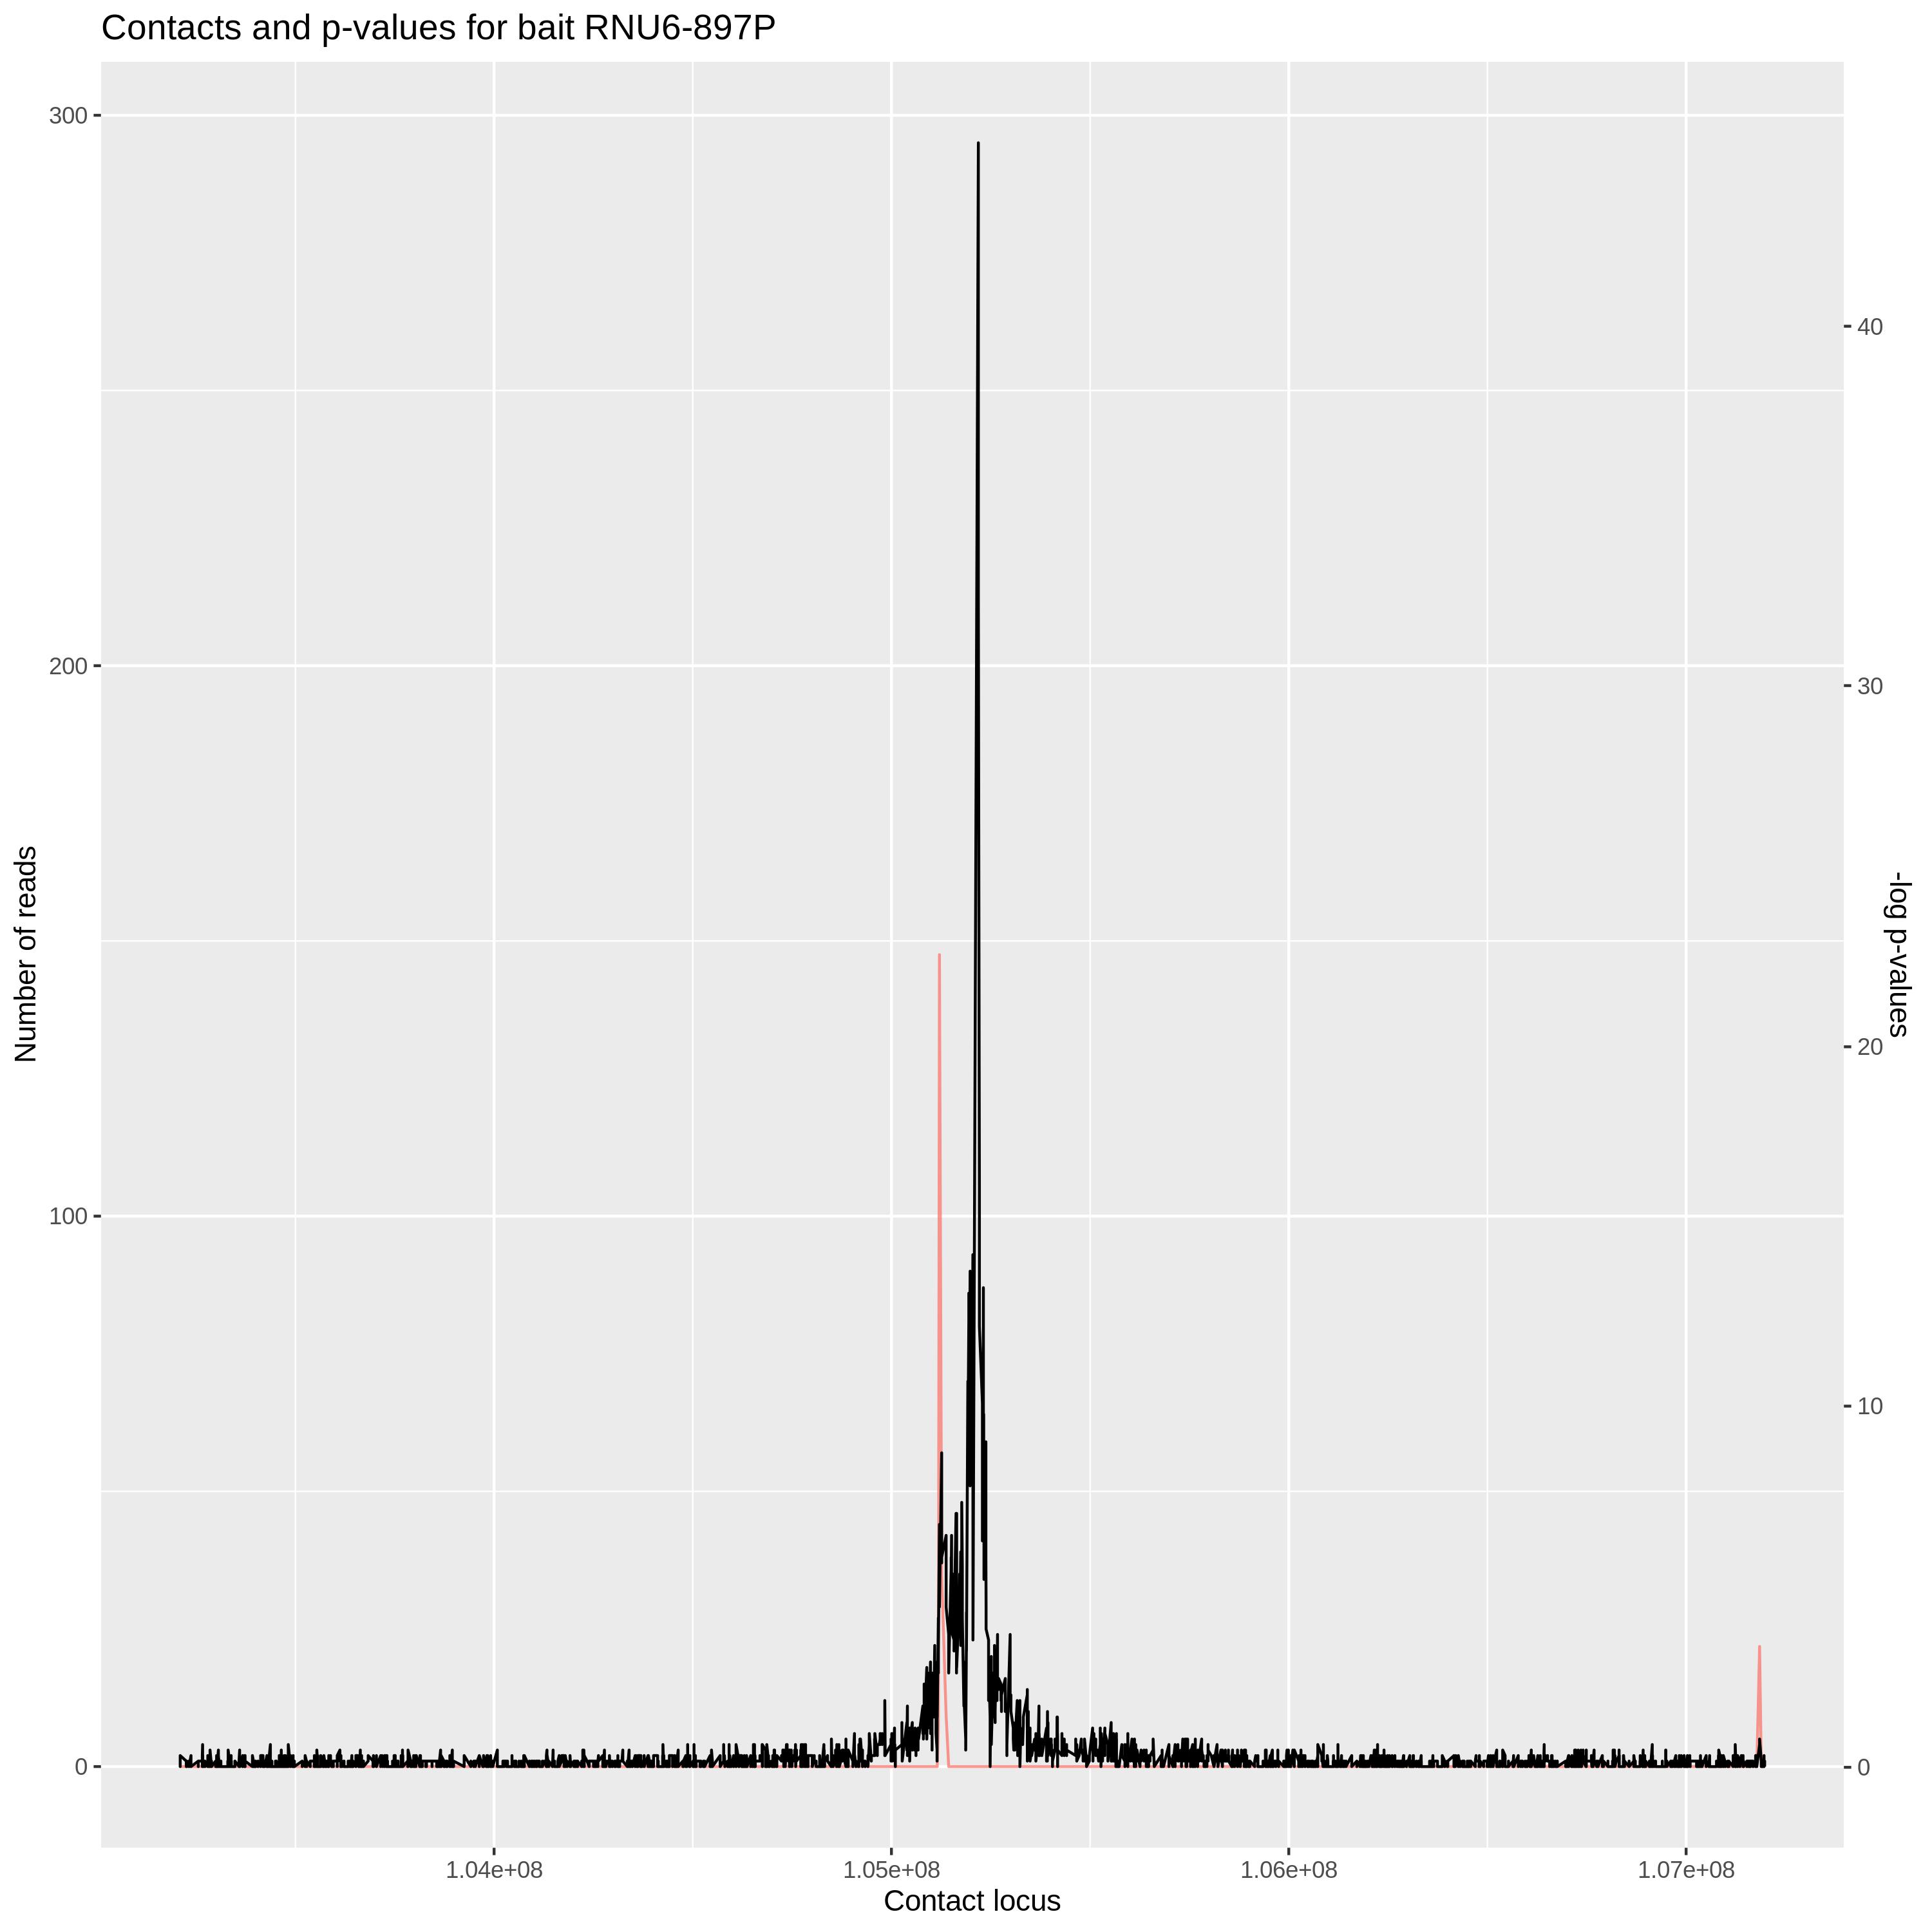 Contacts and p-values for bait RNU6-897P
300
200
100
0
40
30
20
10
0
Number of reads
-log p-values
1.04e+08 1.05e+08 1.06e+08 1.07e+08
Contact locus